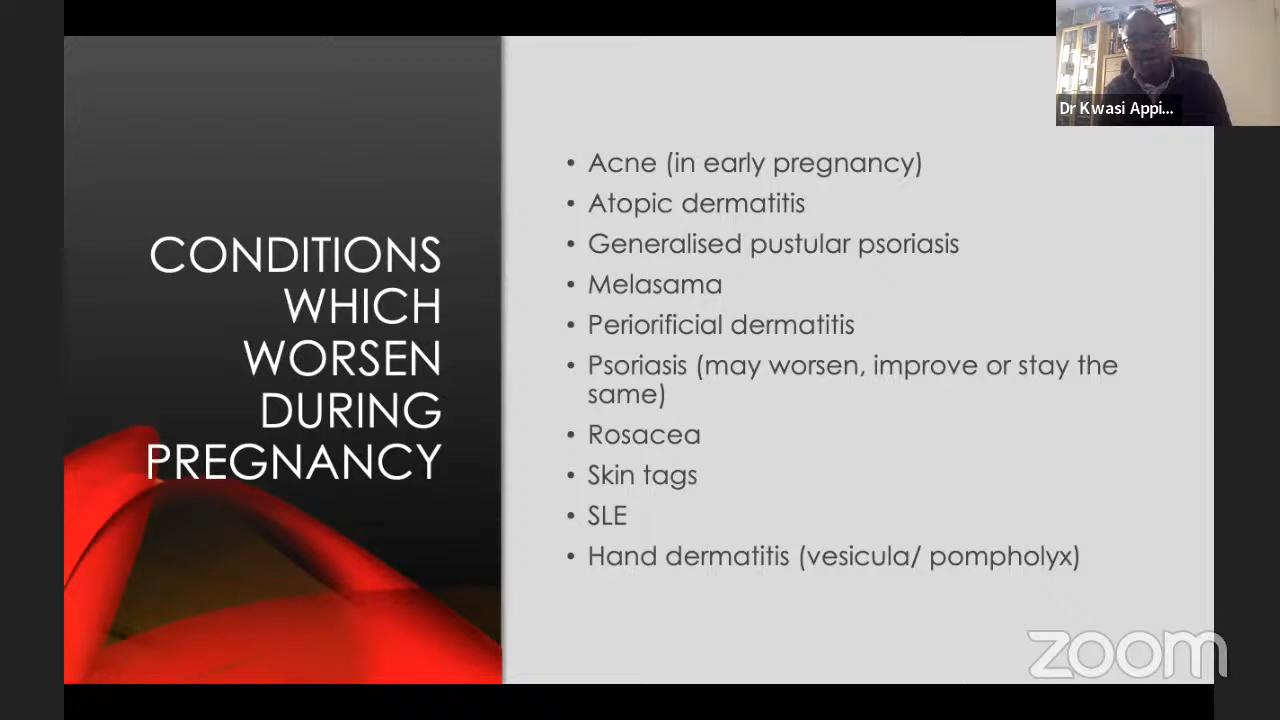 CONDITIONS
WHICH
WORSEN
DURING
PREGNANCY
• Acne (in early pregnancy)
• Atopic dermatitis
• Generalised pustular psoriasis
• Melasama
• Periorificial dermatitis
• Psoriasis (may worsen, improve or stay the
same)
• Rosacea
• Skin tags
• SLE
• Hand dermatitis (vesicula/ pompholyx)
Dr Kwasi Appi...
zoom